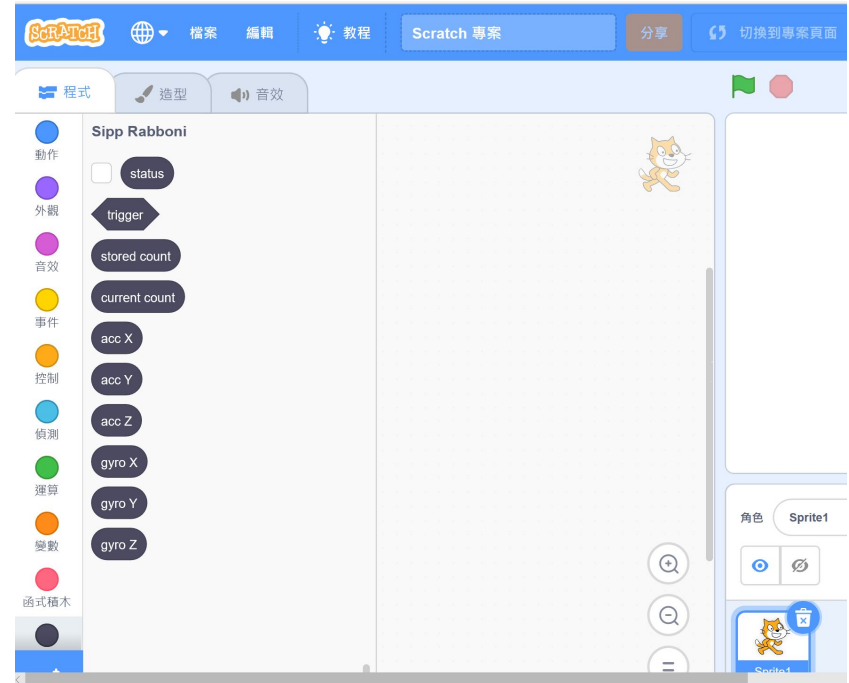 SCRATCH 檔案 編輯 教程 Scratch 專案 分享 切換到專案頁面
程式 造型 音效
動作
外觀
音效
事件
控制
偵測
運算
變數
函式積木
Sipp Rabboni
status
trigger
stored count
current count
acc X
acc Y
acc Z
gyro X
gyro Y
gyro Z
角色 Sprite1
Sprite1